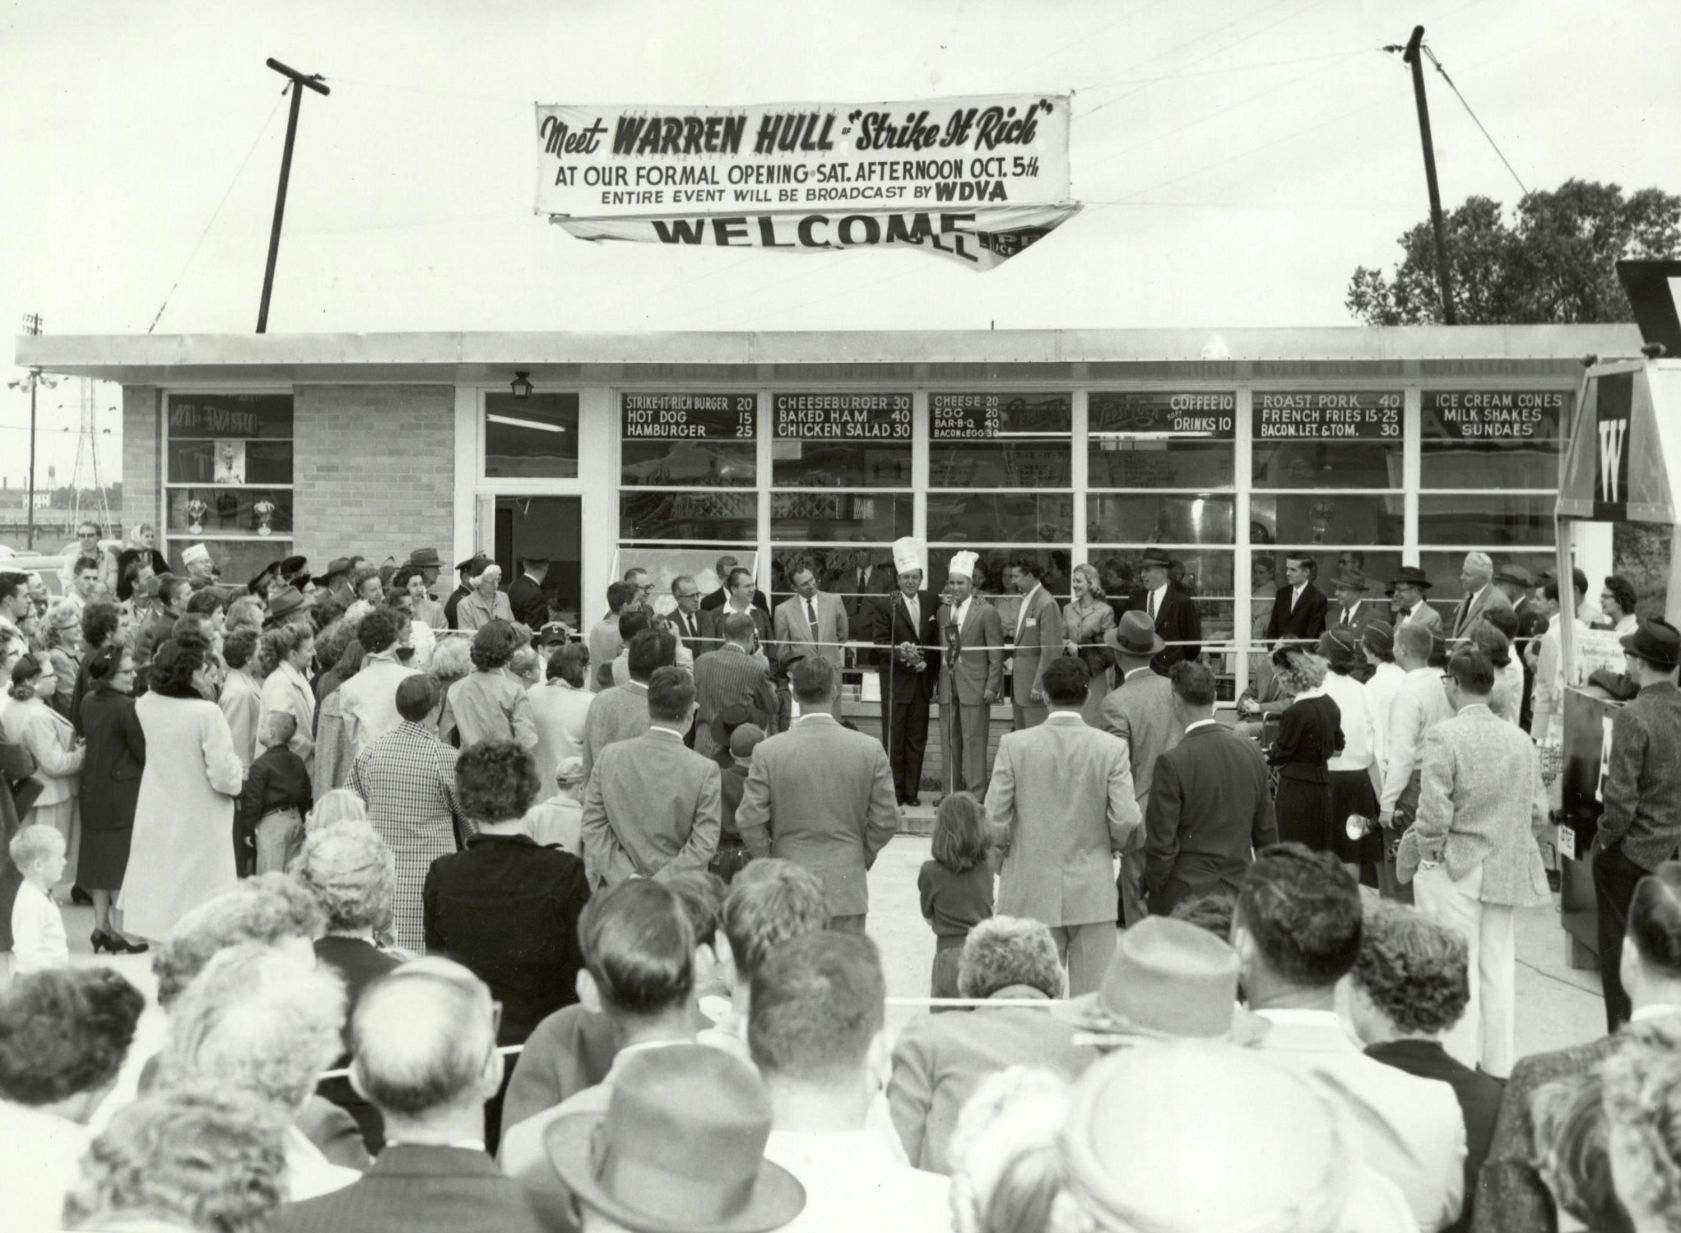 Meet WARREN HULL OF "Strike It Rich"
AT OUR FORMAL OPENING • SAT. AFTERNOON OCT. 5th
ENTIRE EVENT WILL BE BROADCAST BY WDVA
WELCOME
STRIKE-IT-RICH BURGER 20
HOT DOG 15
HAMBURGER 25
CHEESEBURGER 30
BAKED HAM 40
CHICKEN SALAD 30
CHEESE 20
EGG 20
BAR-B-Q 40
BACON & EGG 30
COFFEE 10
SOFT DRINKS 10
ROAST PORK 40
FRENCH FRIES 15-25
BACON. LET. & TOM. 30
ICE CREAM CONES
MILK SHAKES
SUNDAES
W
A